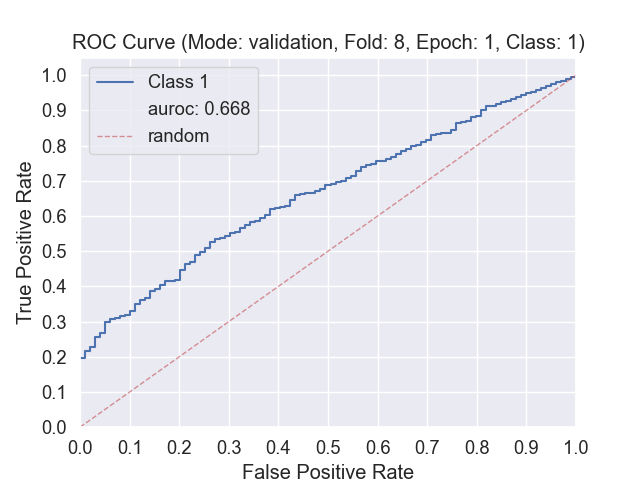 ROC Curve (Mode: validation, Fold: 8, Epoch: 1, Class: 1)
Class 1
auroc: 0.668
random
True Positive Rate
1.0
0.9
0.8
0.7
0.6
0.5
0.4
0.3
0.2
0.1
0.0
0.0 0.1 0.2 0.3 0.4 0.5 0.6 0.7 0.8 0.9 1.0
False Positive Rate